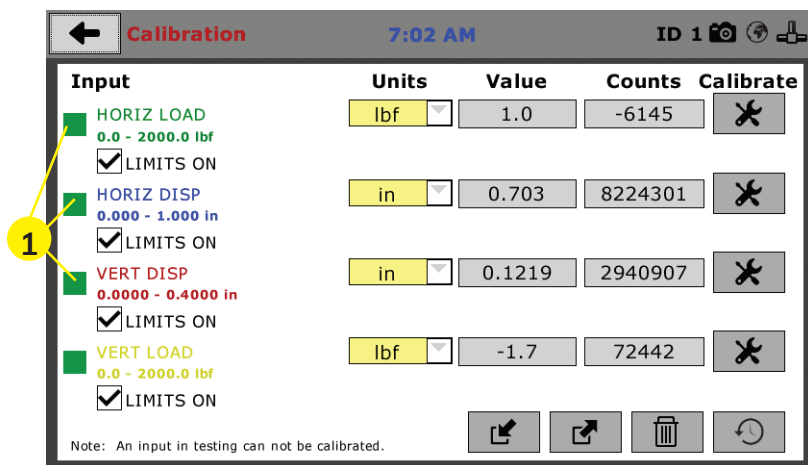 Calibration 7:02 AM ID 1
Input Units Value Counts Calibrate
HORIZ LOAD lbf 1.0 -6145
0.0 - 2000.0 lbf
LIMITS ON
HORIZ DISP in 0.703 8224301
0.000 - 1.000 in
LIMITS ON
1
VERT DISP in 0.1219 2940907
0.0000 - 0.4000 in
LIMITS ON
VERT LOAD lbf -1.7 72442
0.0 - 2000.0 lbf
LIMITS ON
Note: An input in testing can not be calibrated.